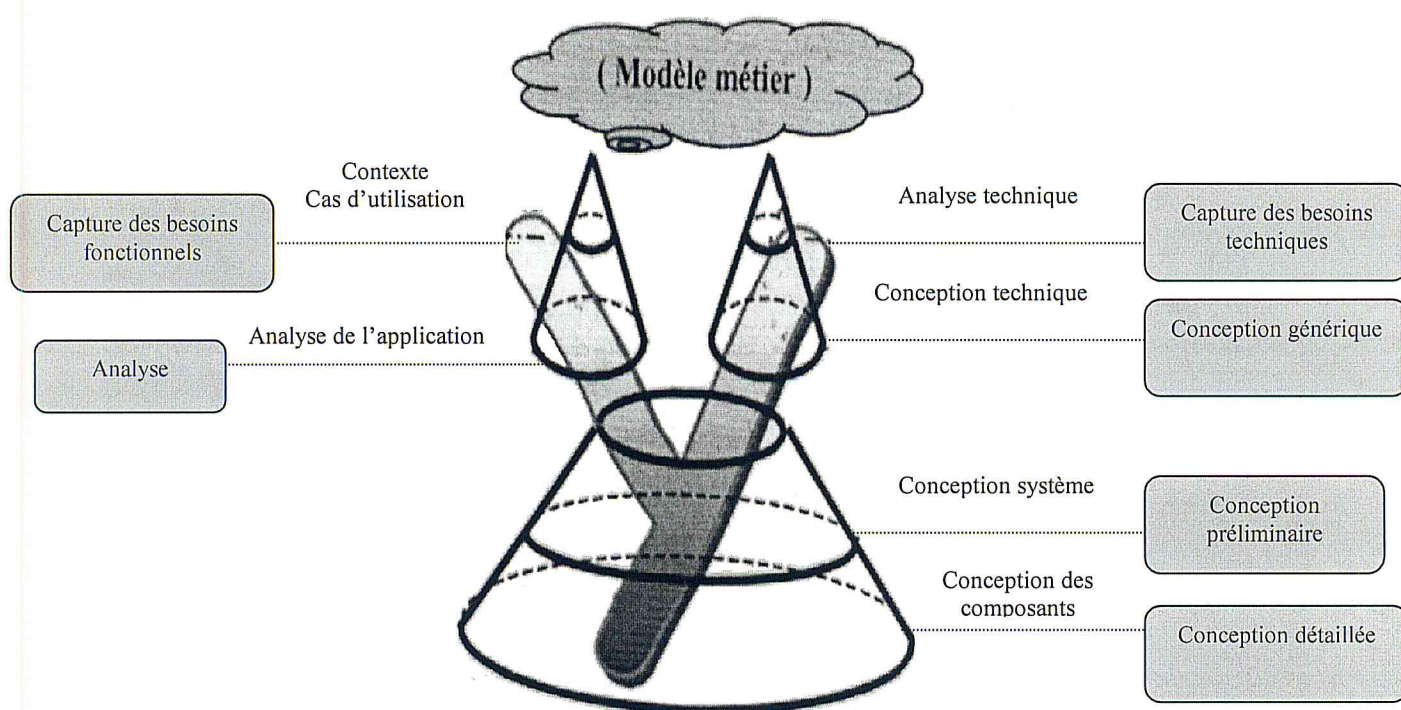 ( Modèle métier )
Contexte
Cas d'utilisation
Capture des besoins
fonctionnels
Analyse de l'application
Analyse
Analyse technique
Capture des besoins
techniques
Conception technique
Conception générique
Conception système
Conception
préliminaire
Conception des
composants
Conception détaillée